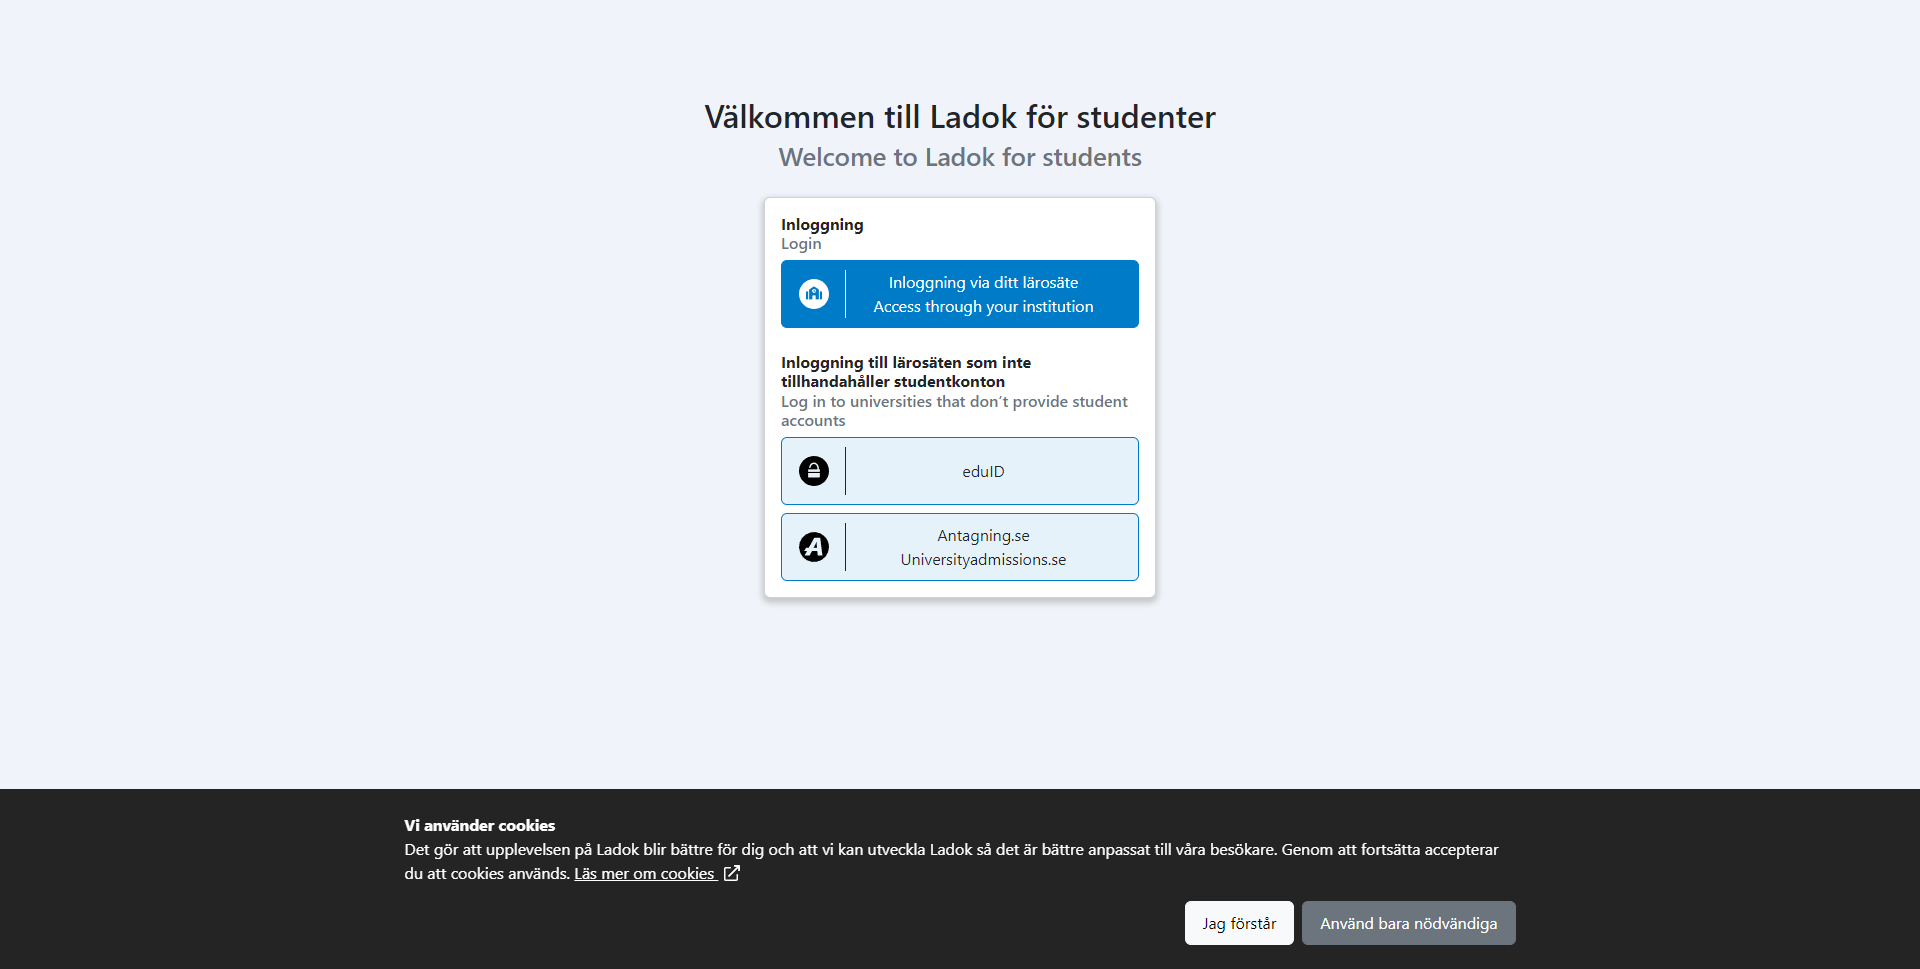 Välkommen till Ladok för studenter
Welcome to Ladok for students
Inloggning
Login
Inloggning via ditt lärosäte
Access through your institution
Inloggning till lärosäten som inte
tillhandahåller studentkonton
Log in to universities that don't provide student
accounts
eduID
Antagning.se
Universityadmissions.se
Vi använder cookies
Det gör att upplevelsen på Ladok blir bättre för dig och att vi kan utveckla Ladok så det är bättre anpassat till våra besökare. Genom att fortsätta accepterar
du att cookies används. Läs mer om cookies
Jag förstår
Använd bara nödvändiga